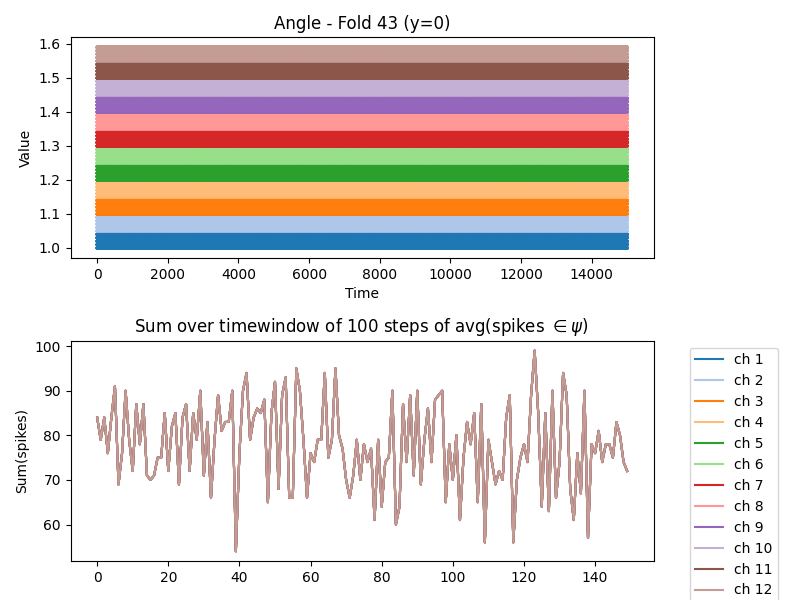 Angle - Fold 43 (y=0)
1.6
1.5
1.4
1.3
1.2
1.1
1.0
Value
0 2000 4000 6000 8000 10000 12000 14000
Time
Sum over timewindow of 100 steps of avg(spikes ∈ ψ)
100
90
80
70
60
Sum(spikes)
0 20 40 60 80 100 120 140
ch 1
ch 2
ch 3
ch 4
ch 5
ch 6
ch 7
ch 8
ch 9
ch 10
ch 11
ch 12